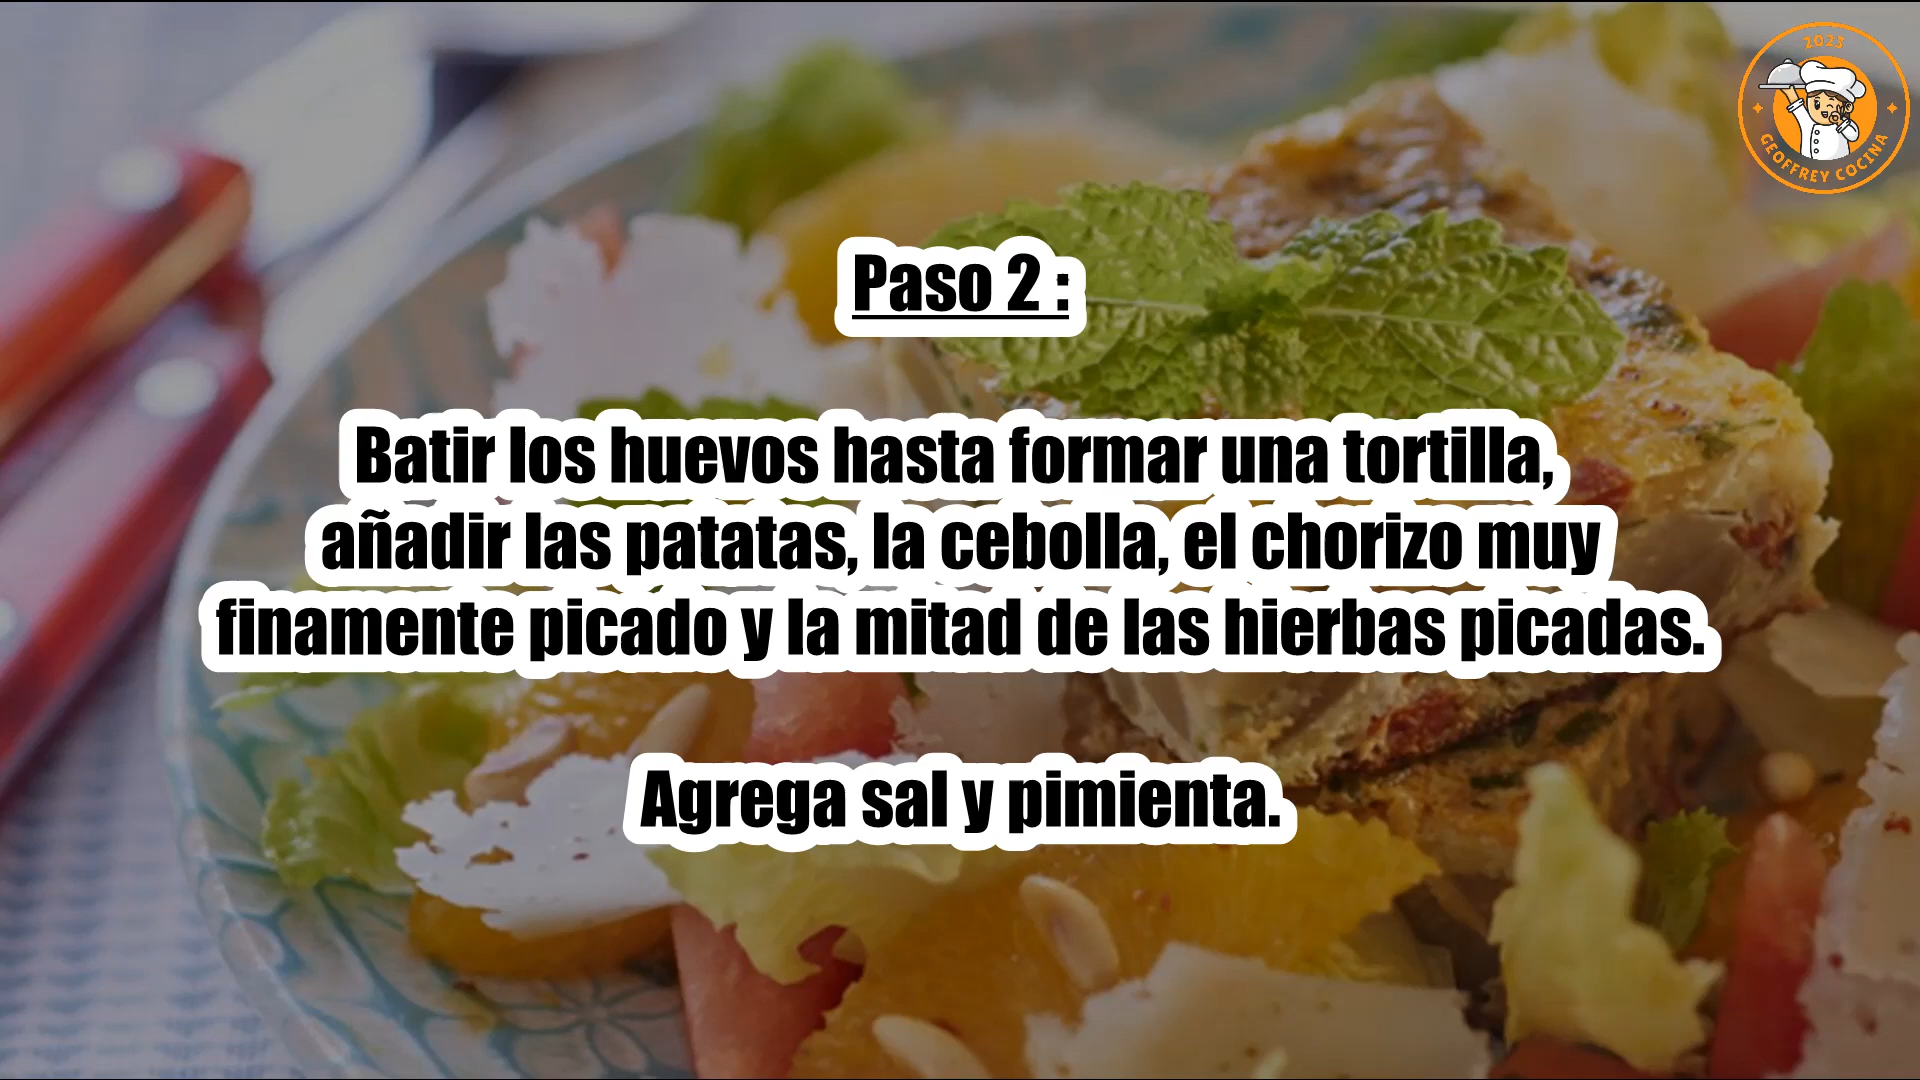 2023
GEOFFREY COCINA
Paso 2 :
Batir los huevos hasta formar una tortilla,
añadir las patatas, la cebolla, el chorizo muy
finamente picado y la mitad de las hierbas picadas.
Agrega sal y pimienta.